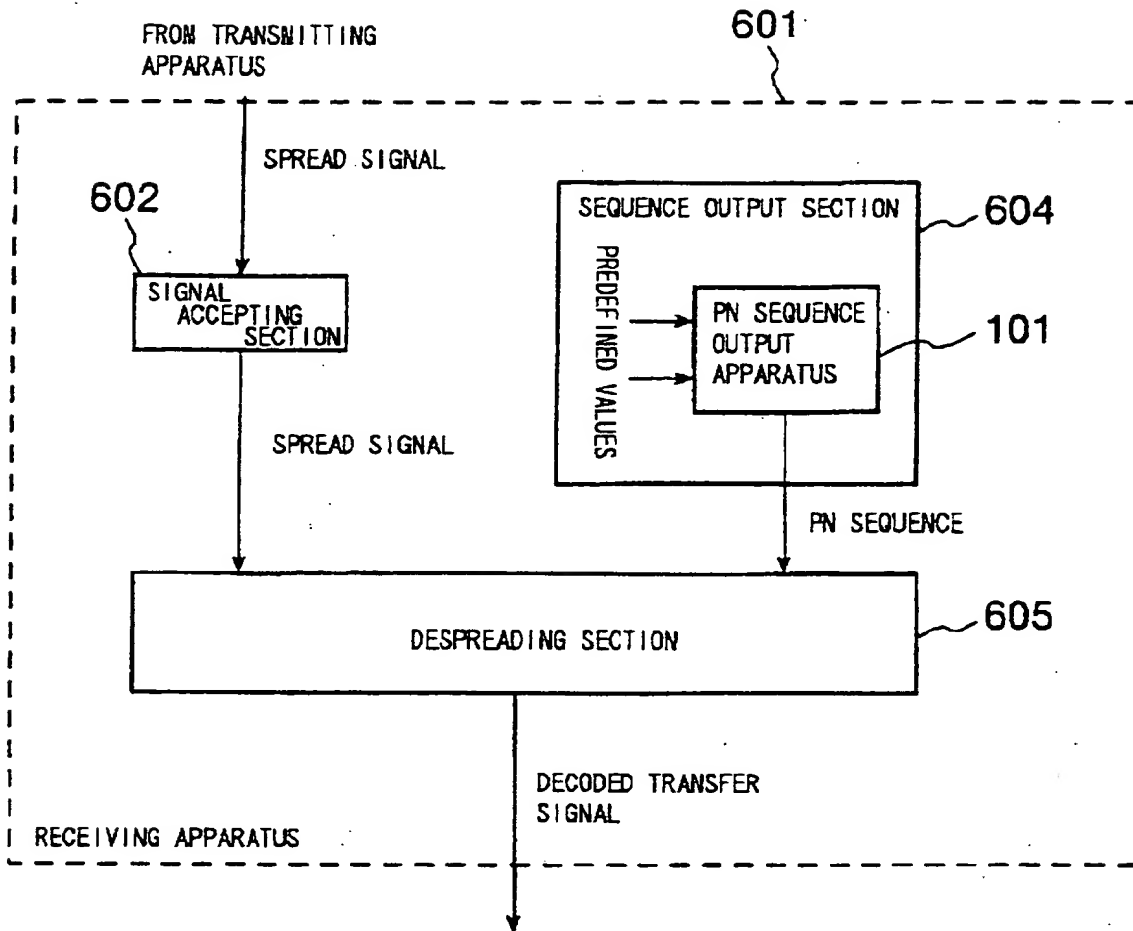 601
FROM TRANSMITTING
APPARATUS
SPREAD SIGNAL
602
SIGNAL
ACCEPTING
SECTION
SEQUENCE OUTPUT SECTION
604
PREDEFINED VALUES
PN SEQUENCE
OUTPUT
APPARATUS
101
SPREAD SIGNAL
PN SEQUENCE
DESPREADING SECTION
605
DECODED TRANSFER
SIGNAL
RECEIVING APPARATUS